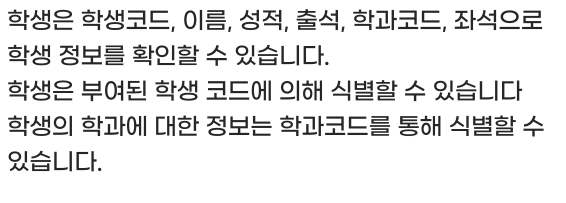 학생은 학생코드, 이름, 성적, 출석, 학과코드, 좌석으로
학생 정보를 확인할 수 있습니다.
학생은 부여된 학생 코드에 의해 식별할 수 있습니다
학생의 학과에 대한 정보는 학과코드를 통해 식별할 수
있습니다.